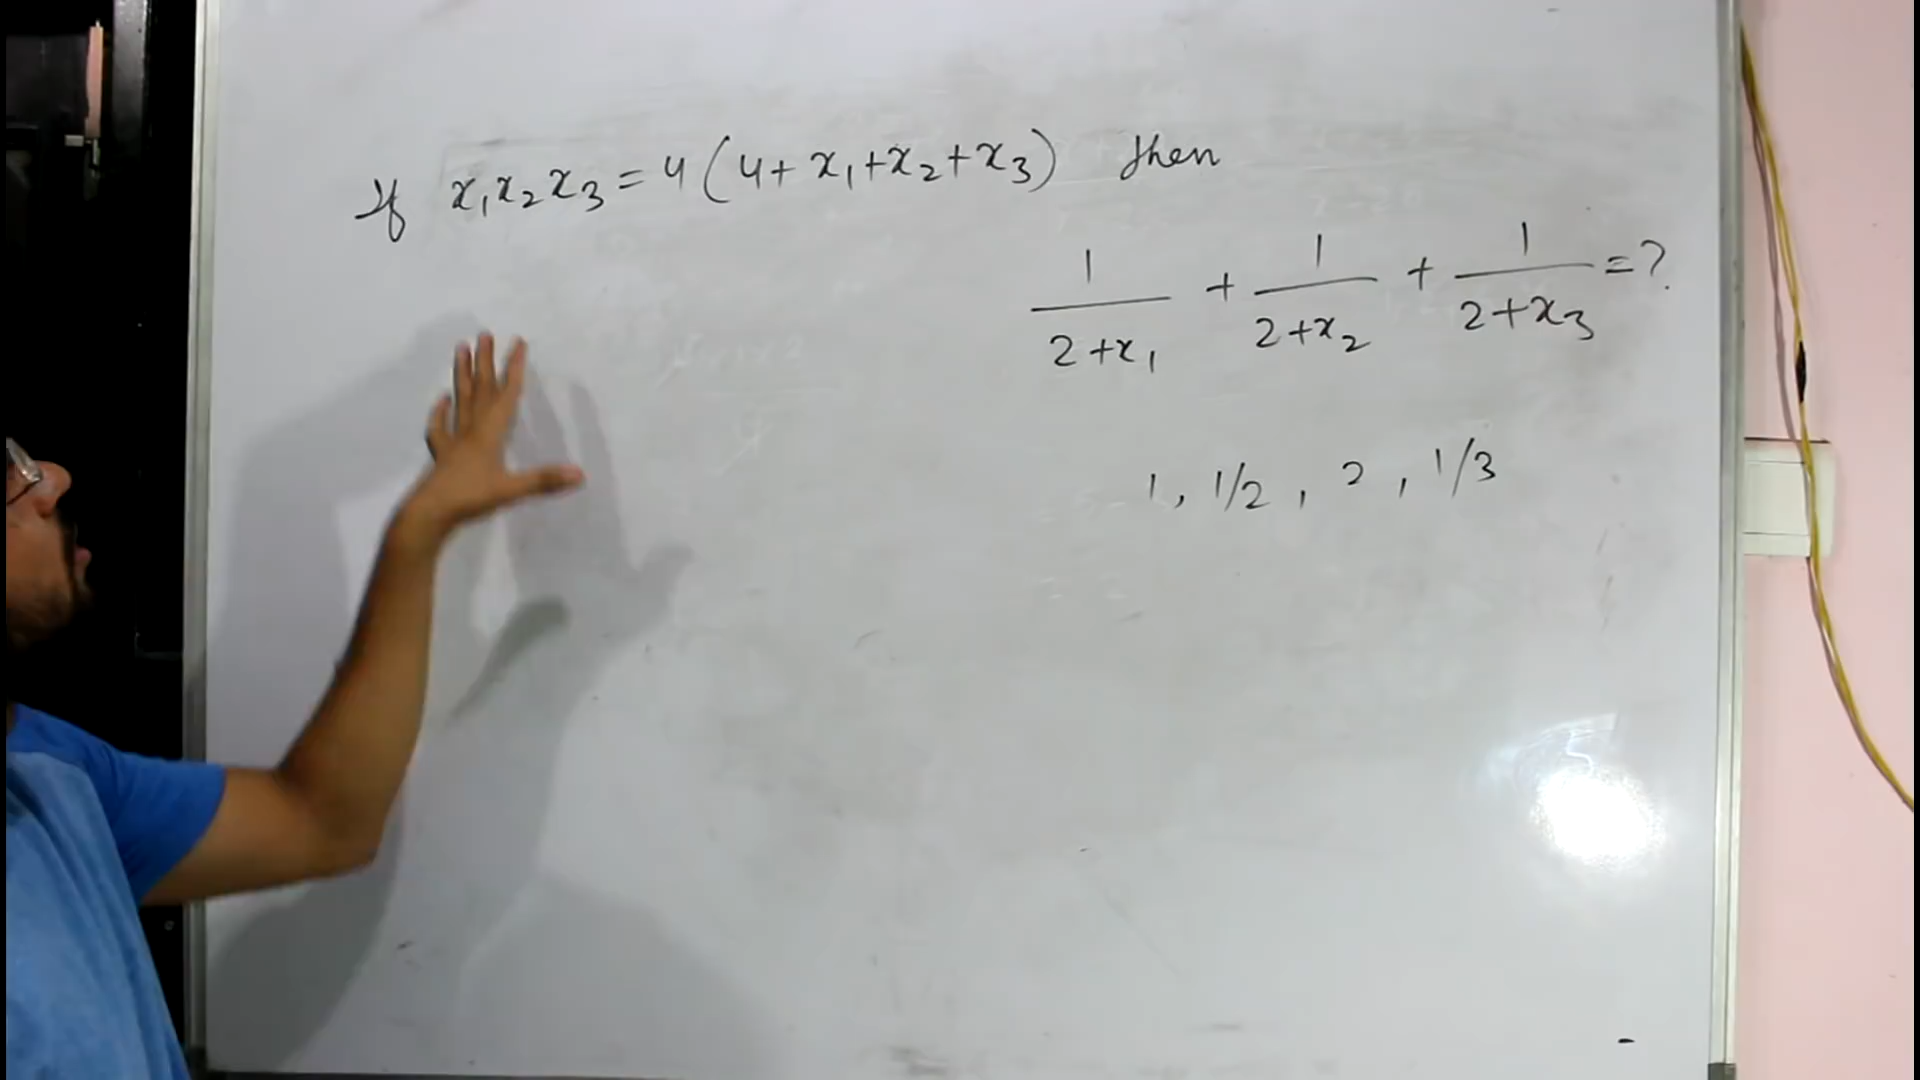 If x₁x₂x₃ = 4(4+x₁+x₂+x₃) then
1/(2+x₁) + 1/(2+x₂) + 1/(2+x₃) = ?
1, 1/2, 2, 1/3